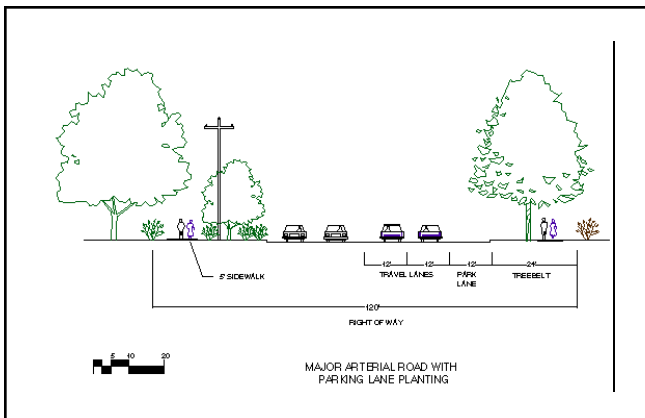 5' SIDEWALK
12' 12' 12' 24'
TRAVEL LANES PARK LANE TREEBELT
120'
RIGHT OF WAY
5 10 20
MAJOR ARTERIAL ROAD WITH
PARKING LANE PLANTING